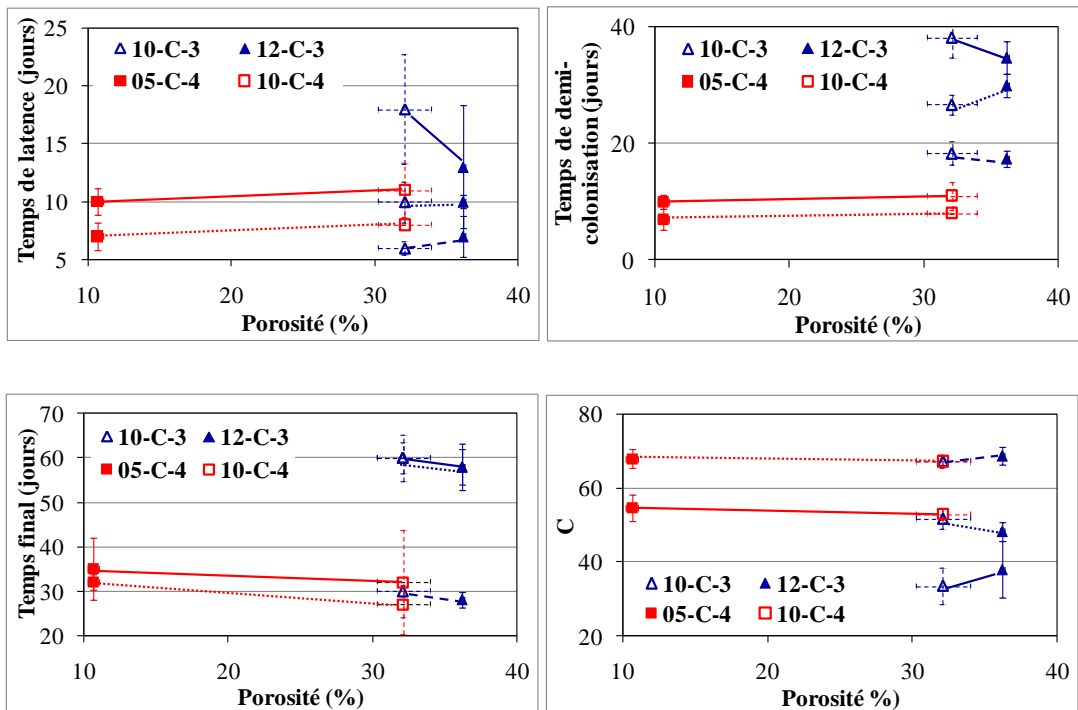 25
20
15
10
5
10
20
30
40
Temps de latence (jours)
Porosité (%)
10-C-3
12-C-3
05-C-4
10-C-4
40
20
0
10
20
30
40
Temps de demi-
colonisation (jours)
Porosité (%)
10-C-3
12-C-3
05-C-4
10-C-4
70
60
50
40
30
20
10
20
30
40
Temps final (jours)
Porosité (%)
10-C-3
12-C-3
05-C-4
10-C-4
80
60
40
20
10
20
30
40
C
Porosité %)
10-C-3
12-C-3
05-C-4
10-C-4